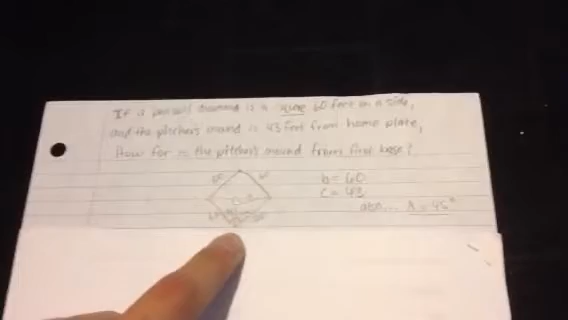 If a baseball diamond is a square 60 feet on a side,
and the pitcher's mound is 43 feet from home plate,
How far is the pitcher's mound from first base?
b = 60
c = 43
also... A = 45°